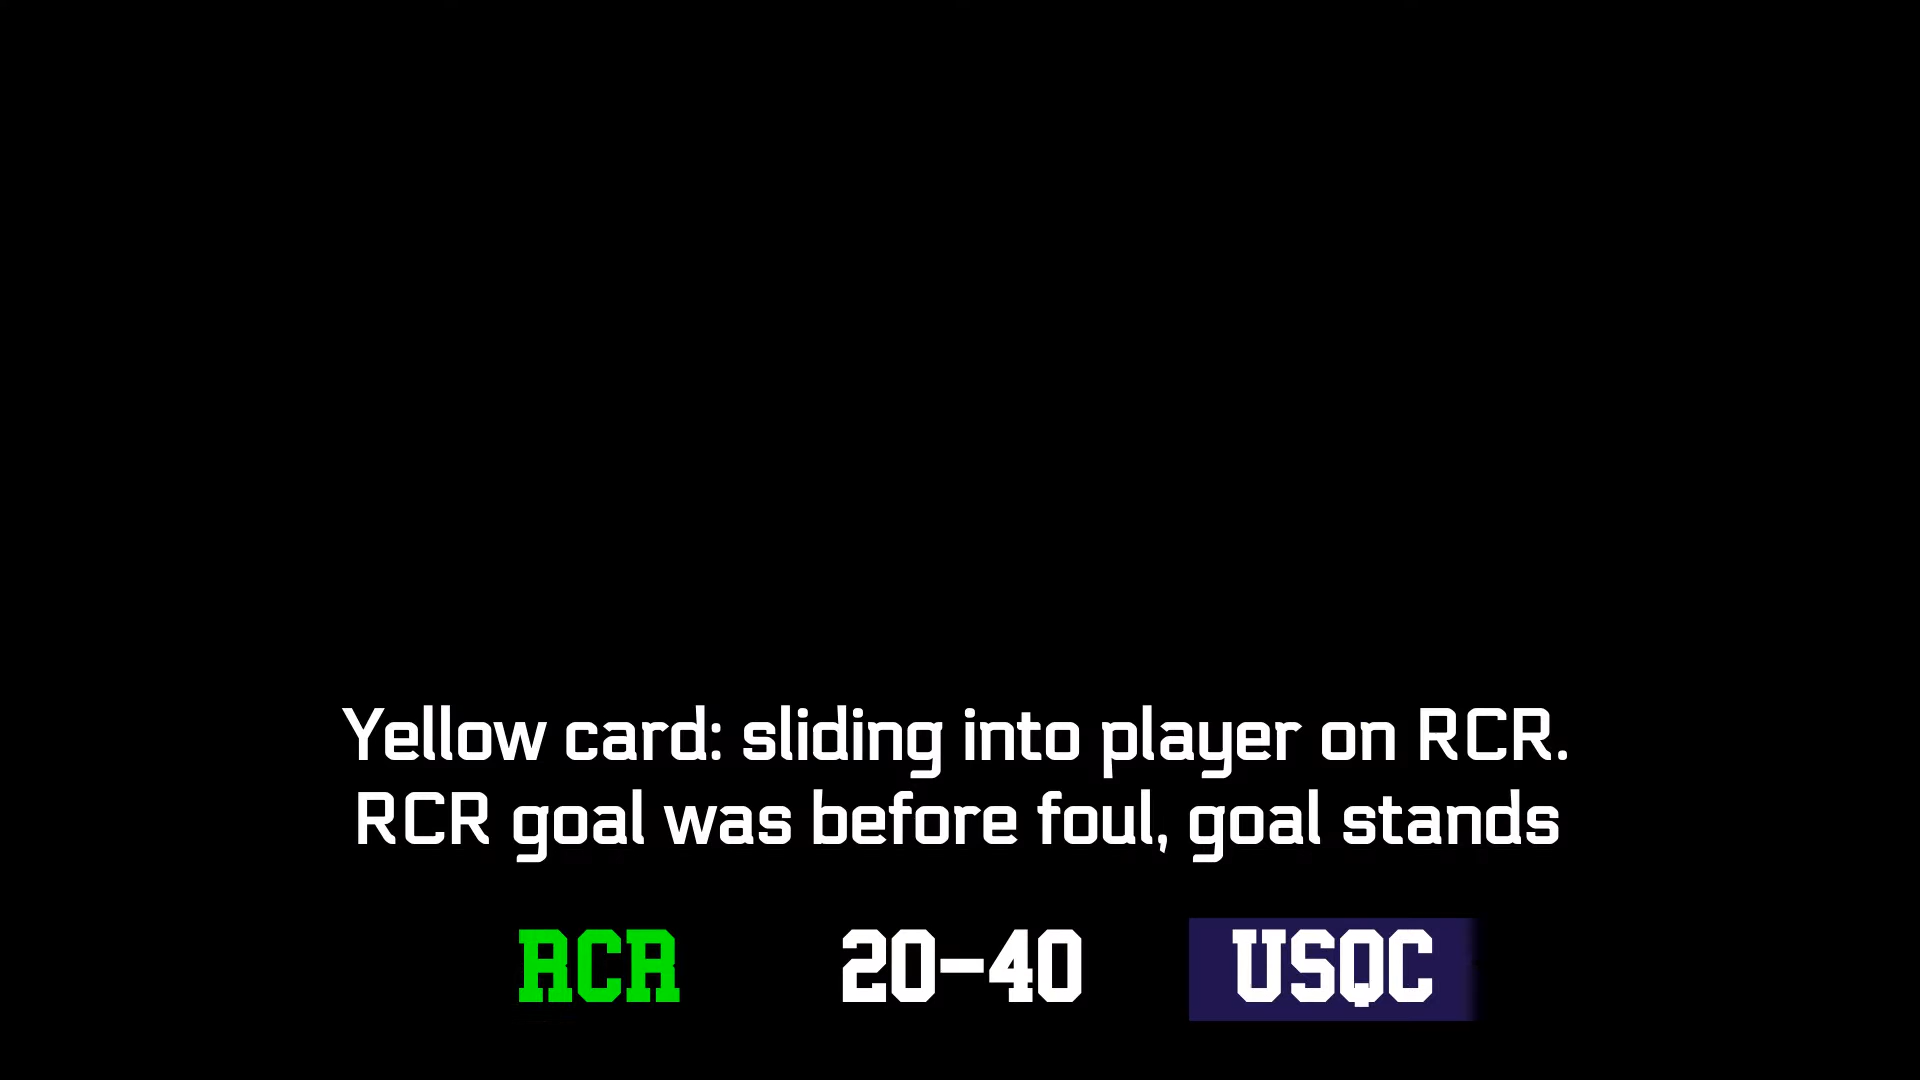 Yellow card: sliding into player on RCR.
RCR goal was before foul, goal stands
RCR 20-40 USQC